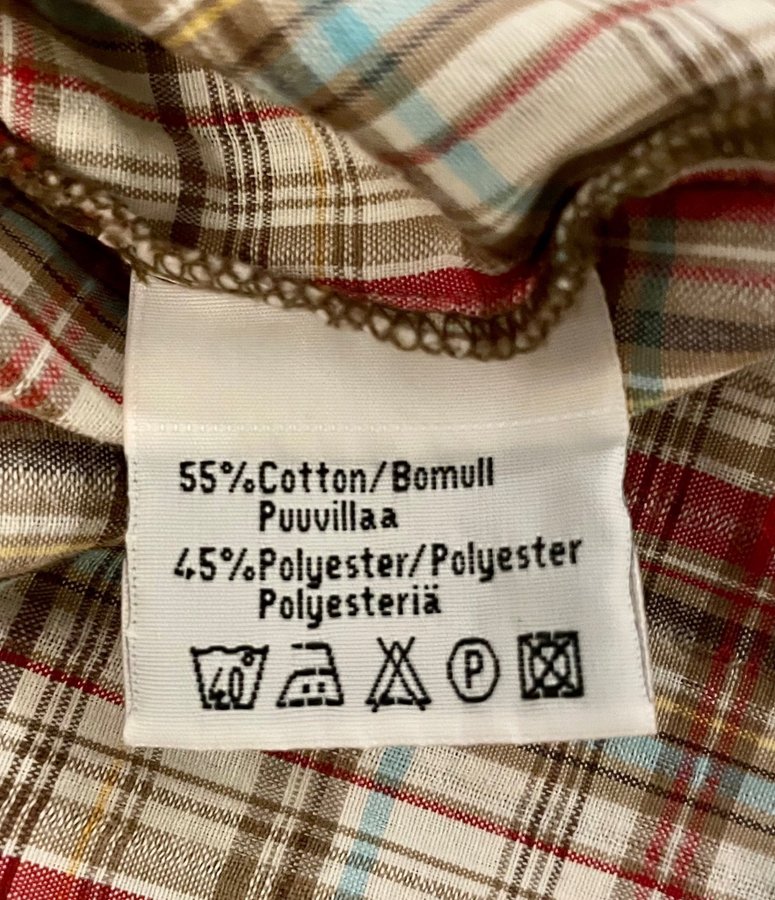 55%Cotton/Bomull
Puuvillaa
45%Polyester/Polyester
Polyesteriä
40° P